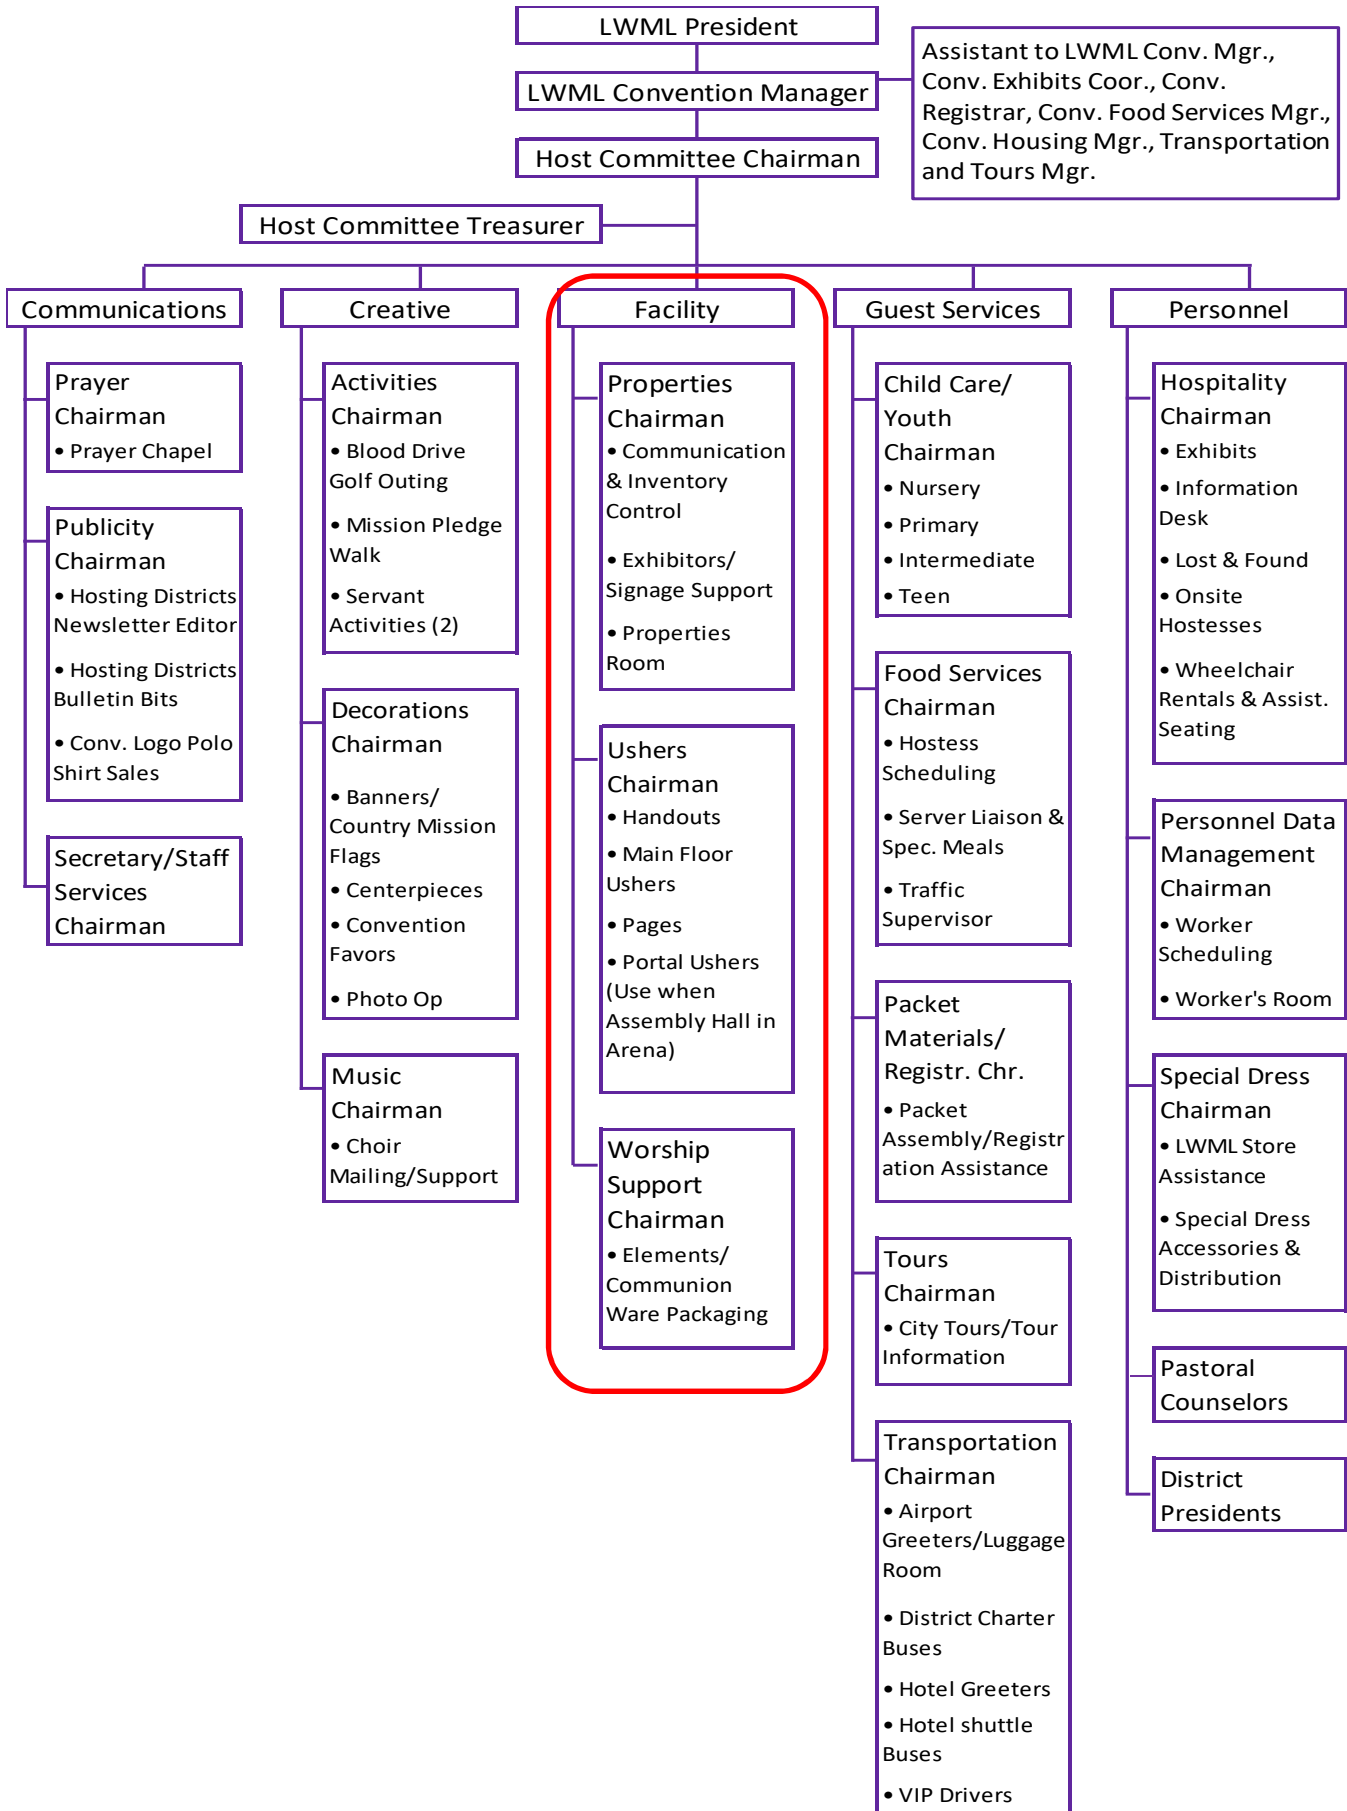 LWML President
LWML Convention Manager
Assistant to LWML Conv. Mgr.,
Conv. Exhibits Coor., Conv.
Registrar, Conv. Food Services Mgr.,
Conv. Housing Mgr., Transportation
and Tours Mgr.
Host Committee Chairman
Host Committee Treasurer
Communications
Prayer
Chairman
• Prayer Chapel
Publicity
Chairman
• Hosting Districts
Newsletter Editor
• Hosting Districts
Bulletin Bits
• Conv. Logo Polo
Shirt Sales
Secretary/Staff
Services
Chairman
Creative
Activities
Chairman
• Blood Drive
Golf Outing
• Mission Pledge
Walk
• Servant
Activities (2)
Decorations
Chairman
• Banners/
Country Mission
Flags
• Centerpieces
• Convention
Favors
• Photo Op
Music
Chairman
• Choir
Mailing/Support
Facility
Properties
Chairman
• Communication
& Inventory
Control
• Exhibitors/
Signage Support
• Properties
Room
Ushers
Chairman
• Handouts
• Main Floor
Ushers
• Pages
• Portal Ushers
(Use when
Assembly Hall in
Arena)
Worship
Support
Chairman
• Elements/
Communion
Ware Packaging
Guest Services
Child Care/
Youth
Chairman
• Nursery
• Primary
• Intermediate
• Teen
Food Services
Chairman
• Hostess
Scheduling
• Server Liaison &
Spec. Meals
• Traffic
Supervisor
Packet
Materials/
Registr. Chr.
• Packet
Assembly/Registr
ation Assistance
Tours
Chairman
• City Tours/Tour
Information
Transportation
Chairman
• Airport
Greeters/Luggage
Room
• District Charter
Buses
• Hotel Greeters
• Hotel shuttle
Buses
• VIP Drivers
Personnel
Hospitality
Chairman
• Exhibits
• Information
Desk
• Lost & Found
• Onsite
Hostesses
• Wheelchair
Rentals & Assist.
Seating
Personnel Data
Management
Chairman
• Worker
Scheduling
• Worker's Room
Special Dress
Chairman
• LWML Store
Assistance
• Special Dress
Accessories &
Distribution
Pastoral
Counselors
District
Presidents